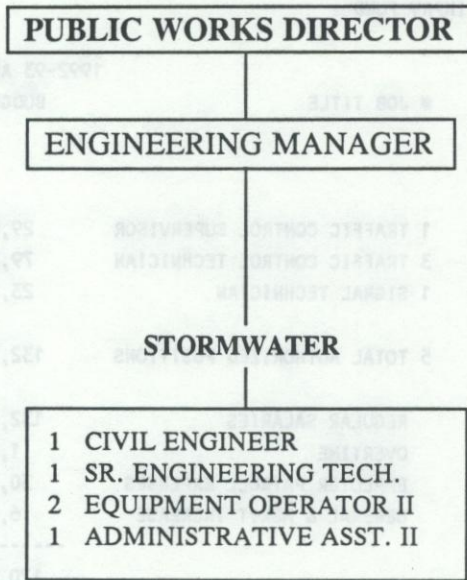 PUBLIC WORKS DIRECTOR
ENGINEERING MANAGER
STORMWATER
1 CIVIL ENGINEER
1 SR. ENGINEERING TECH.
2 EQUIPMENT OPERATOR II
1 ADMINISTRATIVE ASST. II